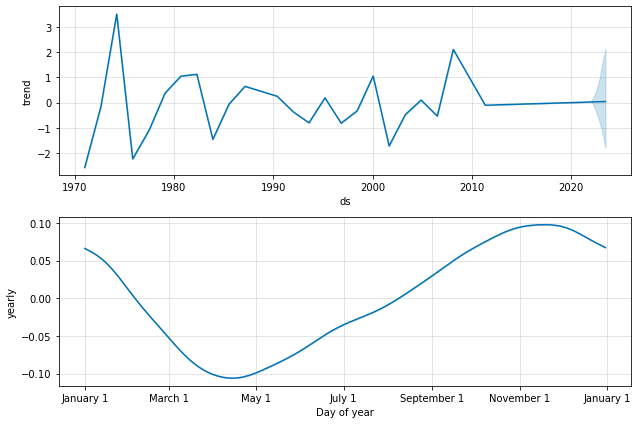 3
2
1
0
−1
−2
trend
1970 1980 1990 2000 2010 2020
ds
0.10
0.05
0.00
−0.05
−0.10
yearly
January 1 March 1 May 1 July 1 September 1 November 1 January 1
Day of year